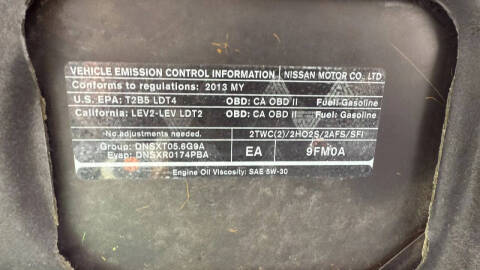 VEHICLE EMISSION CONTROL INFORMATION NISSAN MOTOR CO., LTD
Conforms to regulations: 2013 MY
U.S. EPA: T2B5 LDT4 OBD: CA OBD II Fuel: Gasoline
California: LEV2-LEV LDT2 OBD: CA OBD II Fuel: Gasoline
No adjustments needed. 2TWC(2)/2HO2S/2AFS/SFI
Group: DNSXT05.6G9A EA 9FM0A
Evap: DNSXR0174PBA
Engine Oil Viscosity: SAE 5W-30